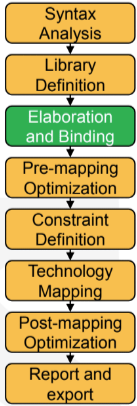 Syntax
Analysis
Library
Definition
Elaboration
and Binding
Pre-mapping
Optimization
Constraint
Definition
Technology
Mapping
Post-mapping
Optimization
Report and
export